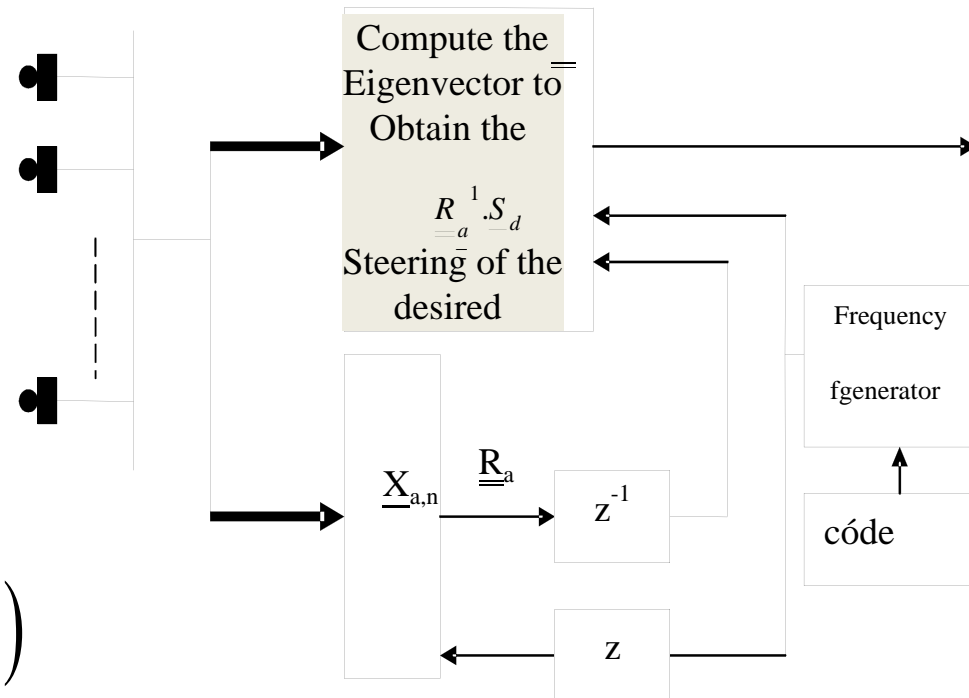 Compute the
Eigenvector to
Obtain the
R a 1 . S d
Steering of the
desired
X a,n
R a
z -1
z
Frequency
fgenerator
códe
)